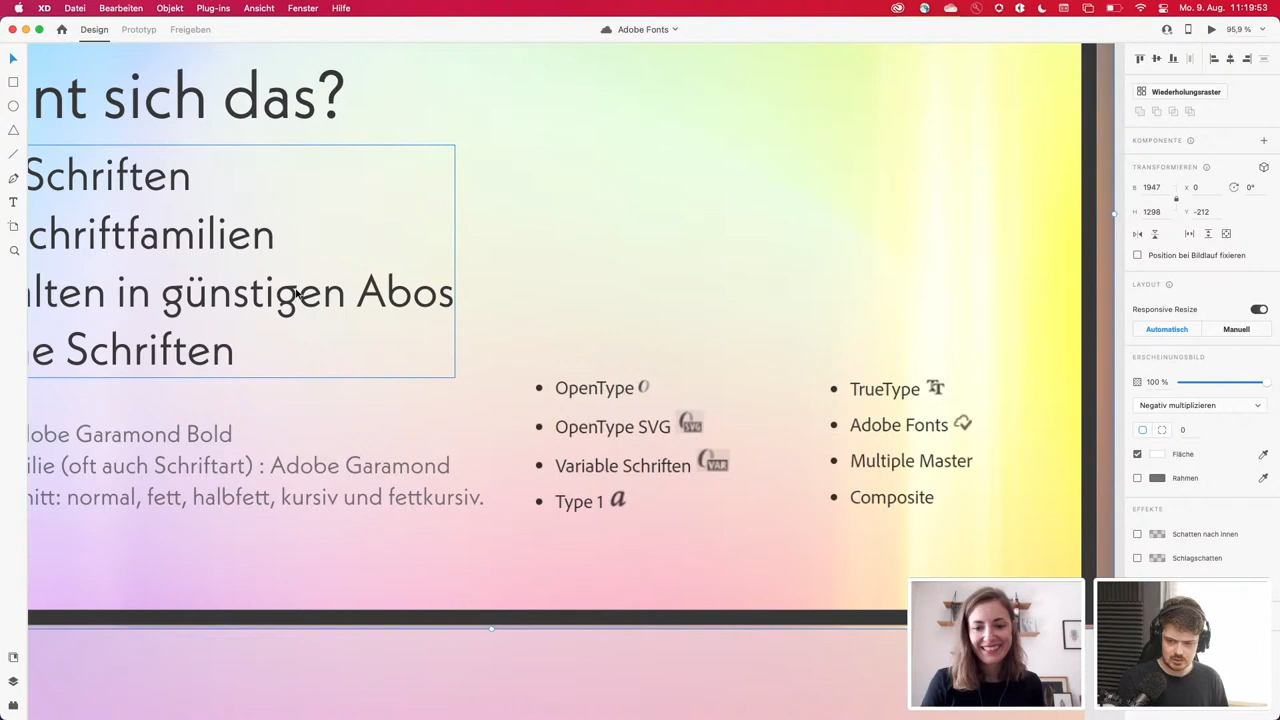 XD Datei Bearbeiten Objekt Plug-ins Ansicht Fenster Hilfe Mo. 9. Aug. 11:19:53
Design Prototyp Freigeben Adobe Fonts 95,9 %
nt sich das?
Schriften
chriftfamilien
lten in günstigen Abos
e Schriften
dobe Garamond Bold
ilie (oft auch Schriftart) : Adobe Garamond
nitt: normal, fett, halbfett, kursiv und fettkursiv.
• OpenType O
• OpenType SVG
• Variable Schriften
• Type 1 a
• TrueType Tr
• Adobe Fonts
• Multiple Master
• Composite
Wiederholungsraster
KOMPONENTE
TRANSFORMIEREN
B 1947 X 0 0°
H 1298 Y -212
Position bei Bildlauf fixieren
LAYOUT
Responsive Resize
Automatisch Manuell
ERSCHEINUNGSBILD
100 %
Negativ multiplizieren
0
Fläche
Rahmen
EFFEKTE
Schatten nach innen
Schlagschatten